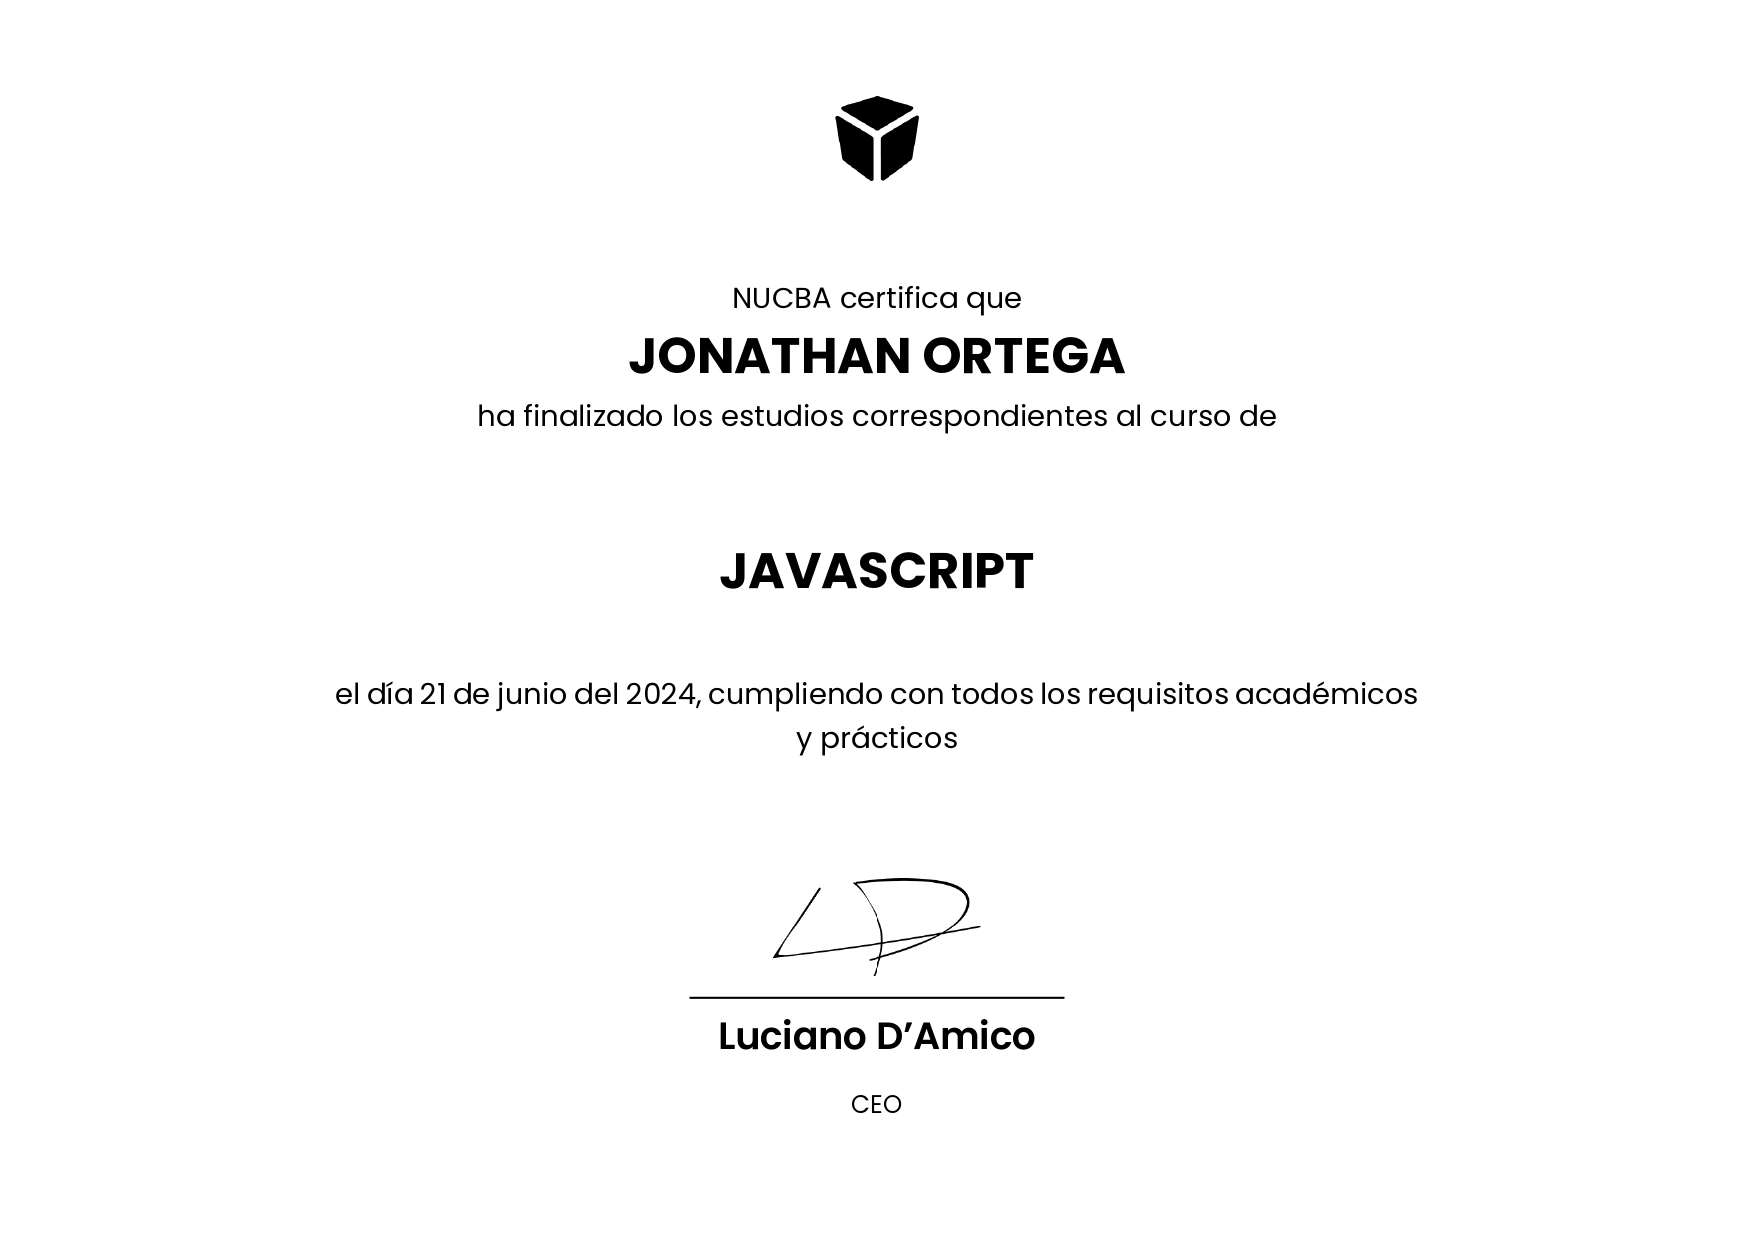 NUCBA certifica que
JONATHAN ORTEGA
ha finalizado los estudios correspondientes al curso de
JAVASCRIPT
el día 21 de junio del 2024, cumpliendo con todos los requisitos académicos
y prácticos
Luciano D’Amico
CEO